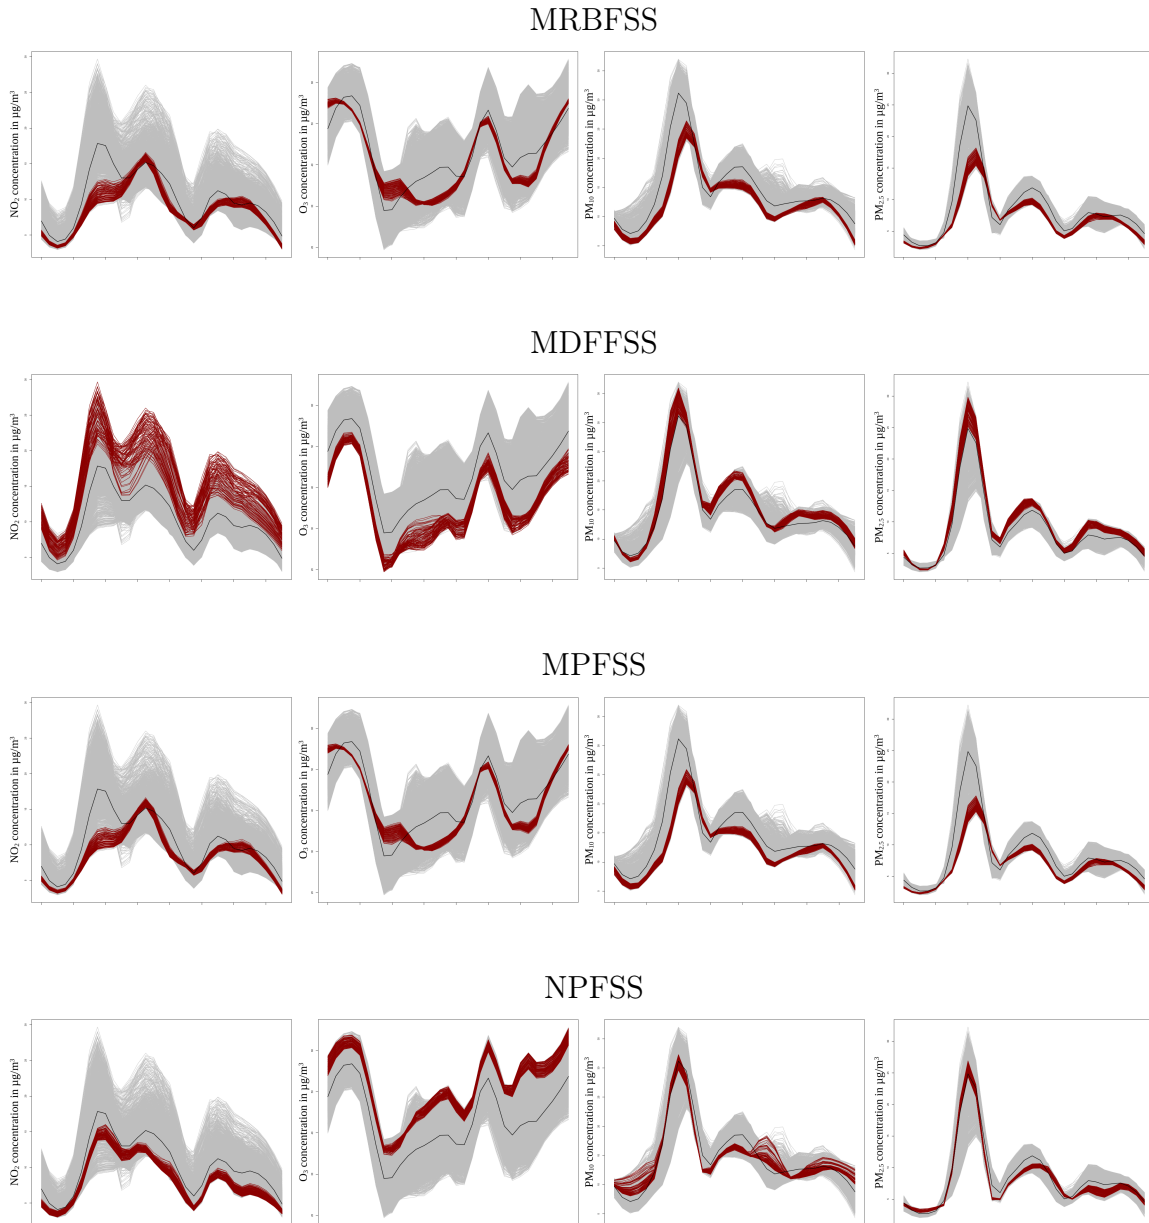 MRBFSS
NO₂ concentration in µg/m³
O₃ concentration in µg/m³
PM₁₀ concentration in µg/m³
PM₂.₅ concentration in µg/m³
MDFFSS
NO₂ concentration in µg/m³
O₃ concentration in µg/m³
PM₁₀ concentration in µg/m³
PM₂.₅ concentration in µg/m³
MPFSS
NO₂ concentration in µg/m³
O₃ concentration in µg/m³
PM₁₀ concentration in µg/m³
PM₂.₅ concentration in µg/m³
NPFSS
NO₂ concentration in µg/m³
O₃ concentration in µg/m³
PM₁₀ concentration in µg/m³
PM₂.₅ concentration in µg/m³